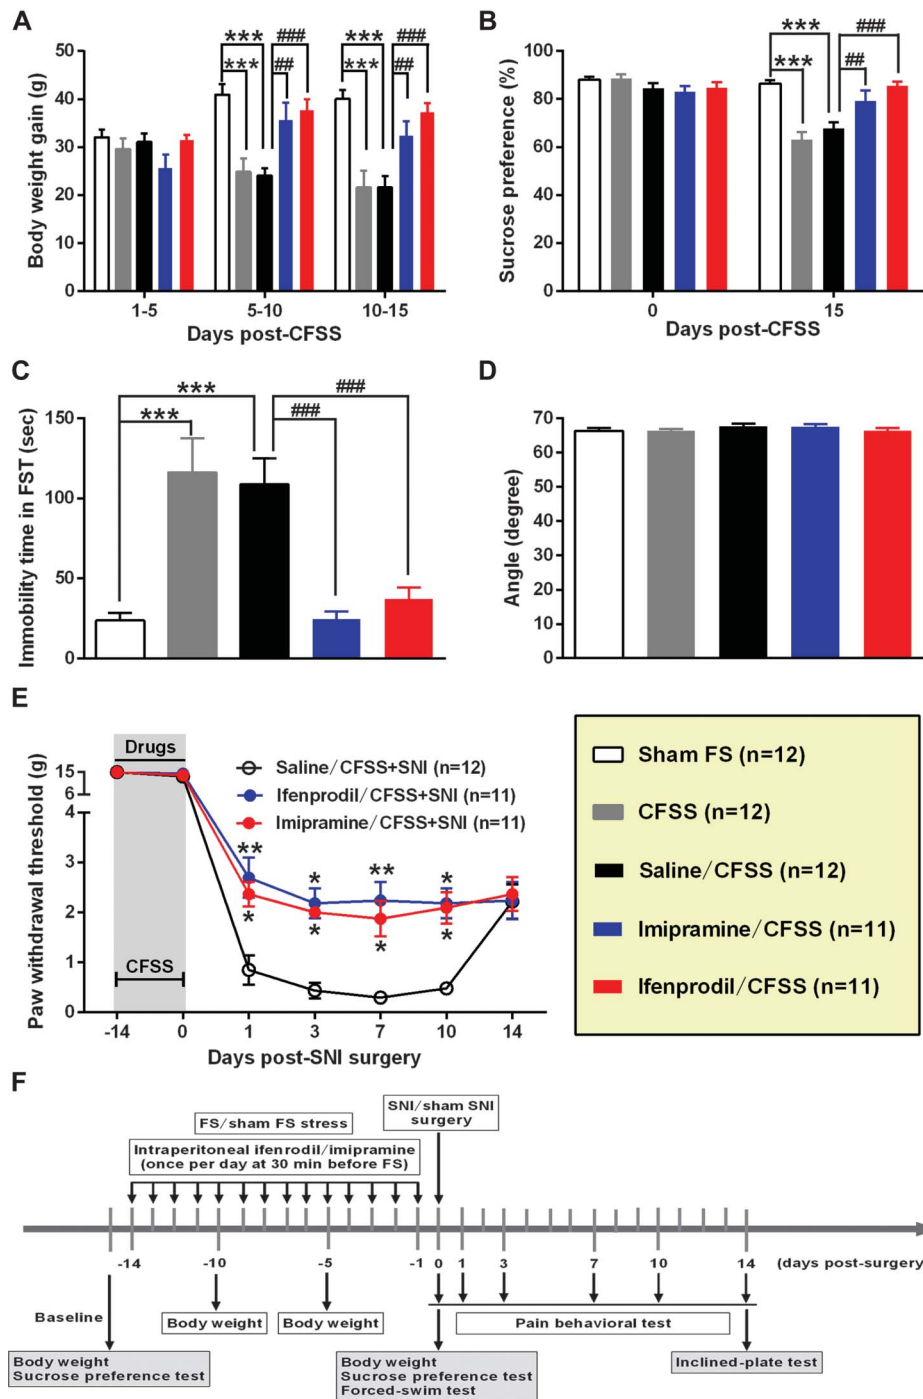 A
Body weight gain (g)
50
40
30
20
10
0
***
***
###
##
***
***
###
##
1-5
5-10
10-15
Days post-CFSS
B
Sucrose preference (%)
100
80
60
40
20
0
***
***
###
##
0
15
Days post-CFSS
C
Immobility time in FST (sec)
150
100
50
0
***
***
###
###
D
Angle (degree)
70
60
50
40
30
20
10
0
E
Paw withdrawal threshold (g)
15
6
4
3
2
1
0
Drugs
CFSS
Saline/CFSS+SNI (n=12)
Ifenprodil/CFSS+SNI (n=11)
Imipramine/CFSS+SNI (n=11)
**
*
**
*
*
*
*
*
-14
0
1
3
7
10
14
Days post-SNI surgery
Sham FS (n=12)
CFSS (n=12)
Saline/CFSS (n=12)
Imipramine/CFSS (n=11)
Ifenprodil/CFSS (n=11)
F
FS/sham FS stress
Intraperitoneal ifenrodil/imipramine
(once per day at 30 min before FS)
SNI/sham SNI
surgery
-14
-10
-5
-1
0
1
3
7
10
14
(days post-surgery)
Baseline
Body weight
Body weight
Pain behavioral test
Body weight
Sucrose preference test
Body weight
Sucrose preference test
Forced-swim test
Inclined-plate test